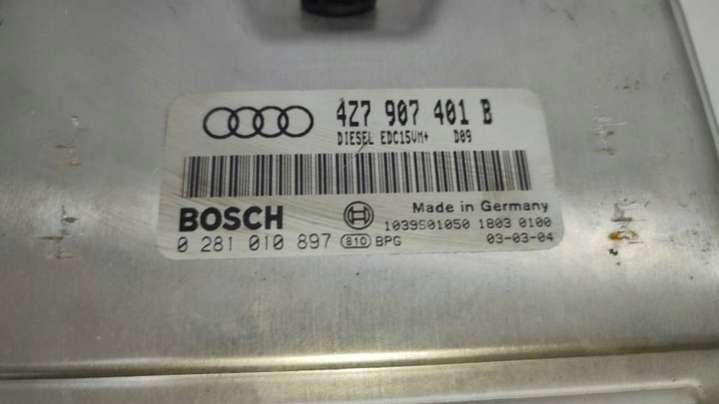 4Z7 907 401 B
DIESEL EDC15VM+ D09
BOSCH
Made in Germany
1039S01050 1803 0100
0 281 010 897 810 BPG 03-03-04